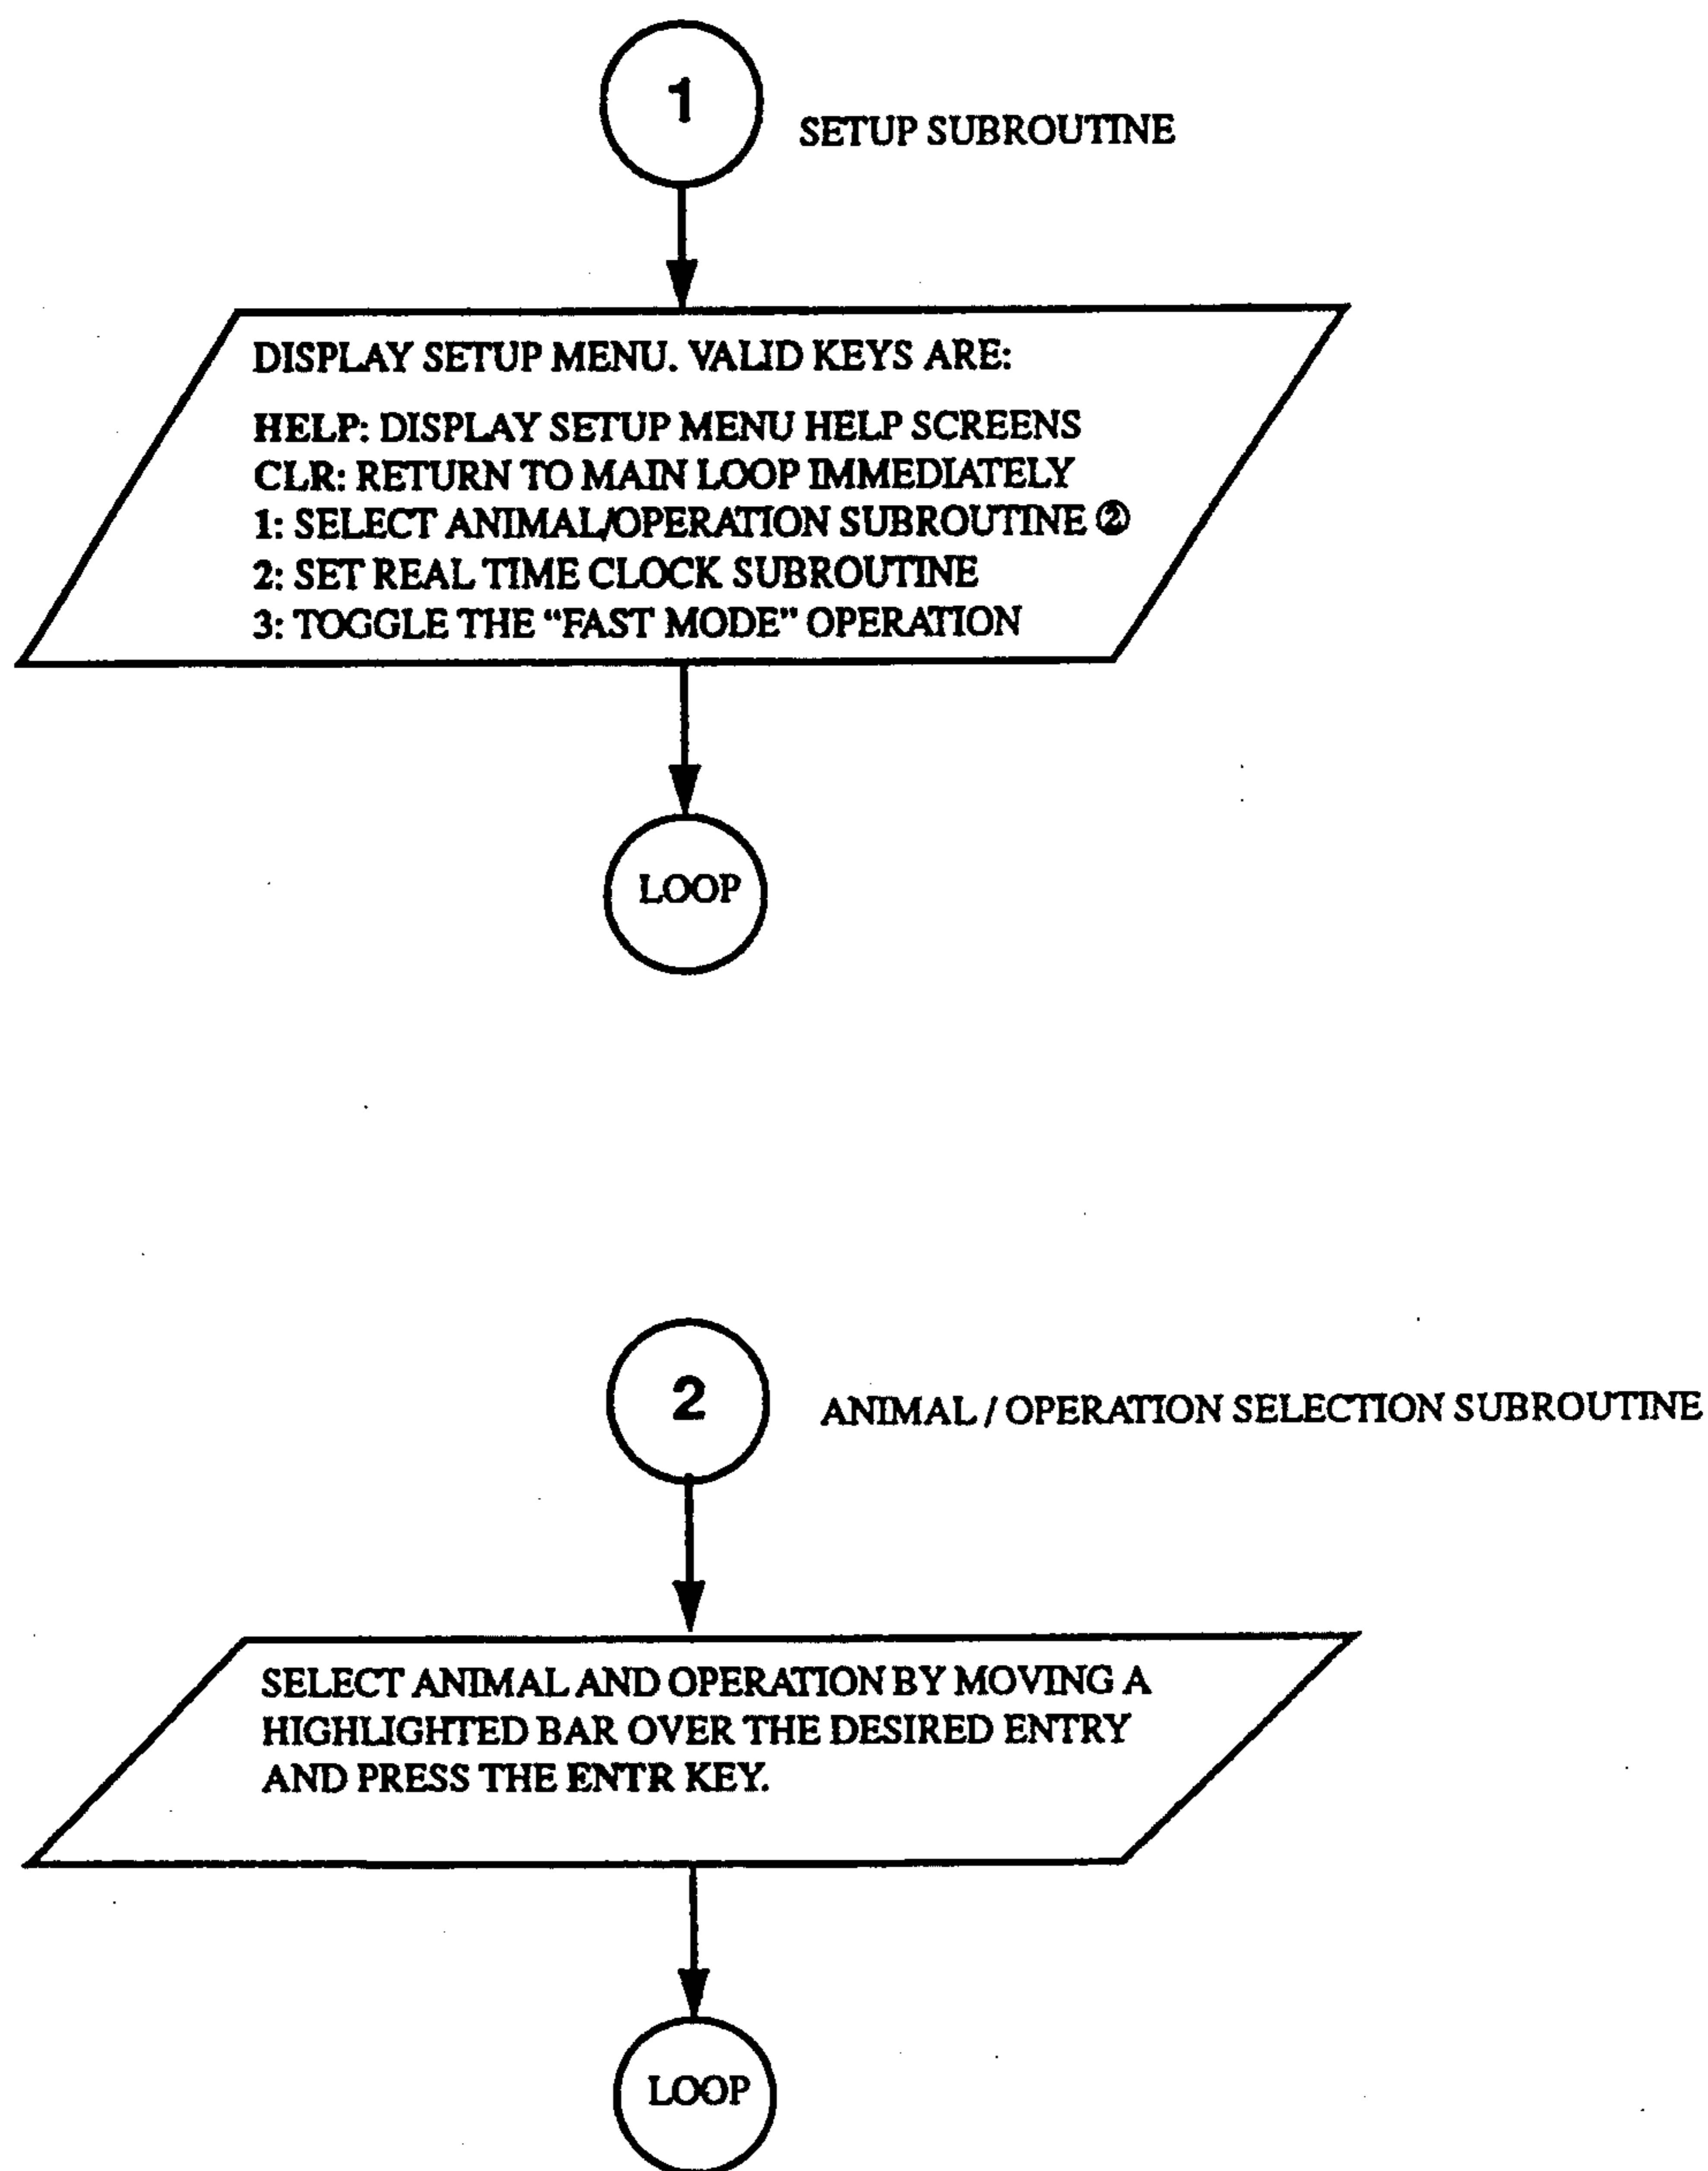 1
SETUP SUBROUTINE
DISPLAY SETUP MENU. VALID KEYS ARE:
HELP: DISPLAY SETUP MENU HELP SCREENS
CLR: RETURN TO MAIN LOOP IMMEDIATELY
1: SELECT ANIMAL/OPERATION SUBROUTINE ②
2: SET REAL TIME CLOCK SUBROUTINE
3: TOGGLE THE “FAST MODE” OPERATION
LOOP
2
ANIMAL / OPERATION SELECTION SUBROUTINE
SELECT ANIMAL AND OPERATION BY MOVING A
HIGHLIGHTED BAR OVER THE DESIRED ENTRY
AND PRESS THE ENTR KEY.
LOOP